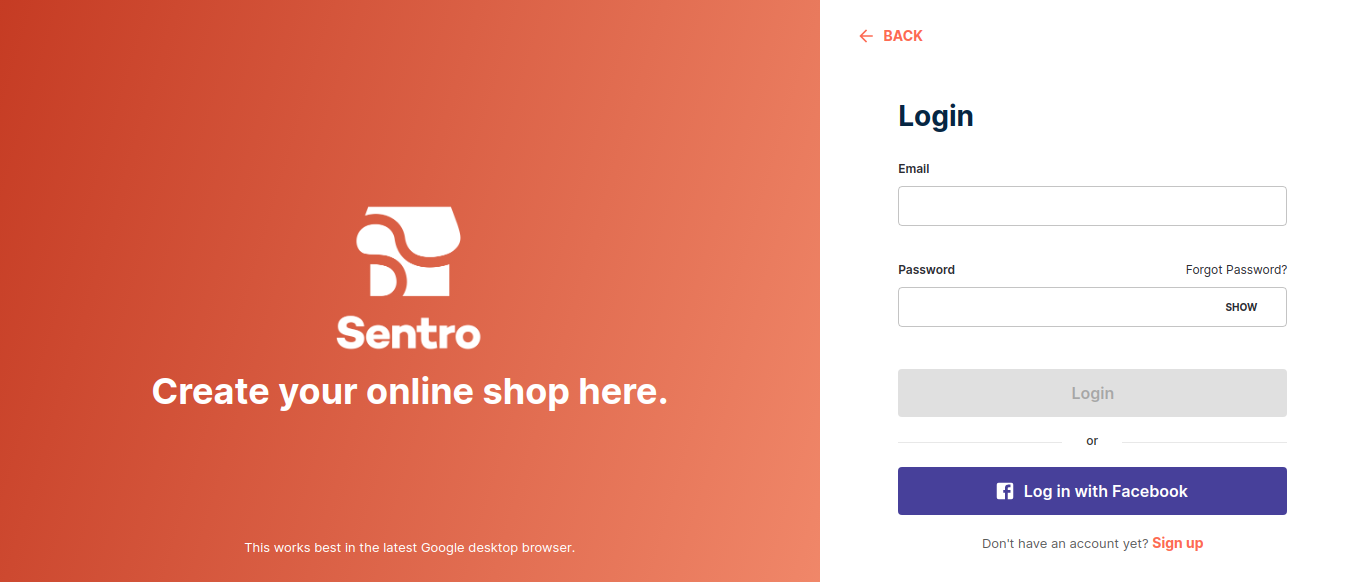 Sentro
Create your online shop here.
This works best in the latest Google desktop browser.
BACK
Login
Email
Password
Forgot Password?
SHOW
Login
or
Log in with Facebook
Don't have an account yet? Sign up